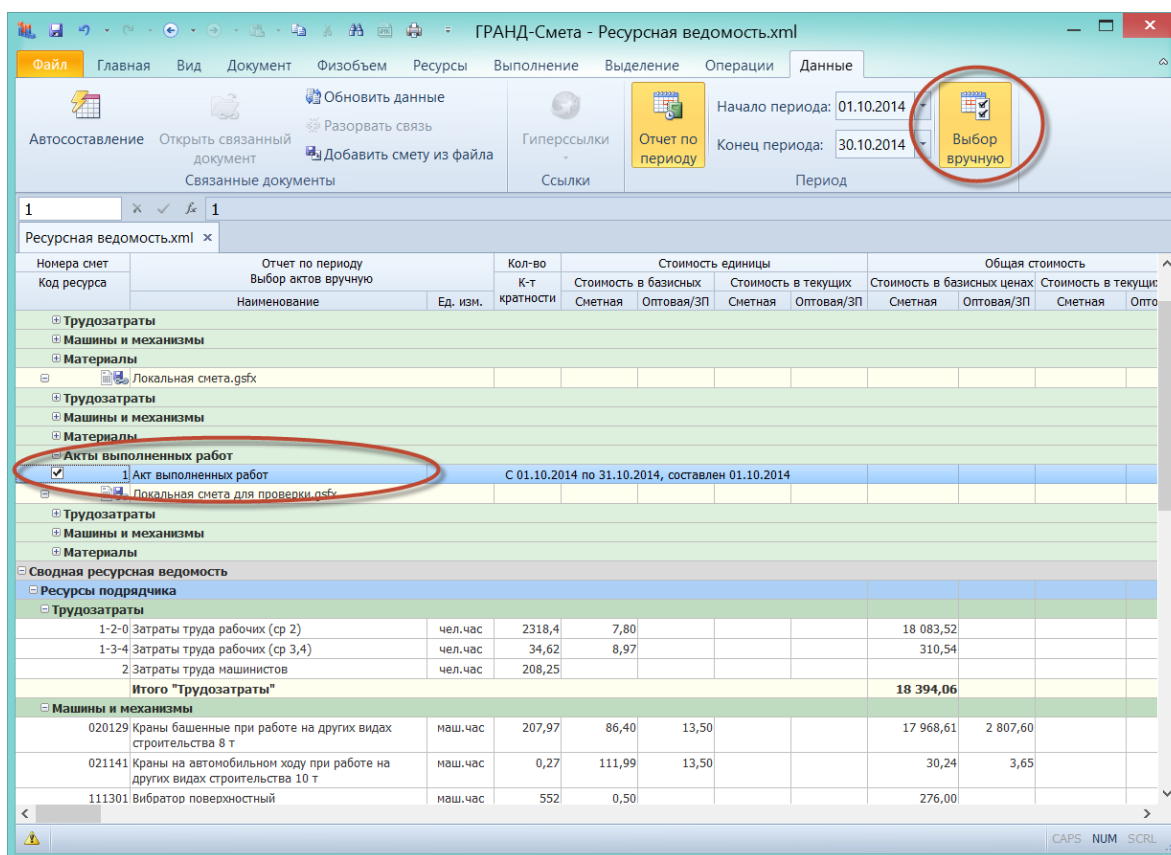 ГРАНД-Смета - Ресурсная ведомость.xml
Файл Главная Вид Документ Физобъем Ресурсы Выполнение Выделение Операции Данные
Автосоставление
Открыть связанный документ
Обновить данные
Разорвать связь
Добавить смету из файла
Связанные документы
Гиперссылки
Ссылки
Отчет по периоду
Начало периода: 01.10.2014
Конец периода: 30.10.2014
Выбор вручную
Период
1 fx 1
Ресурсная ведомость.xml x
Номера смет Отчет по периоду Кол-во Стоимость единицы Общая стоимость
Код ресурса Выбор актов вручную К-т кратности Стоимость в базисных Стоимость в текущих Стоимость в базисных ценах Стоимость в текущих
Наименование Ед. изм. Сметная Оптовая/ЗП Сметная Оптовая/ЗП Сметная Оптовая/ЗП Сметная Опто
Трудозатраты
Машины и механизмы
Материалы
Локальная смета.gsfx
Трудозатраты
Машины и механизмы
Материалы
Акты выполненных работ
1 Акт выполненных работ С 01.10.2014 по 31.10.2014, составлен 01.10.2014
Локальная смета для проверки.gsfx
Трудозатраты
Машины и механизмы
Материалы
Сводная ресурсная ведомость
Ресурсы подрядчика
Трудозатраты
1-2-0 Затраты труда рабочих (ср 2) чел.час 2318,4 7,80 18 083,52
1-3-4 Затраты труда рабочих (ср 3,4) чел.час 34,62 8,97 310,54
2 Затраты труда машинистов чел.час 208,25
Итого "Трудозатраты" 18 394,06
Машины и механизмы
020129 Краны башенные при работе на других видах маш.час 207,97 86,40 13,50 17 968,61 2 807,60
строительства 8 т
021141 Краны на автомобильном ходу при работе на маш.час 0,27 111,99 13,50 30,24 3,65
других видах строительства 10 т
111301 Вибратор поверхностный маш.час 552 0,50 276,00
CAPS NUM SCRL